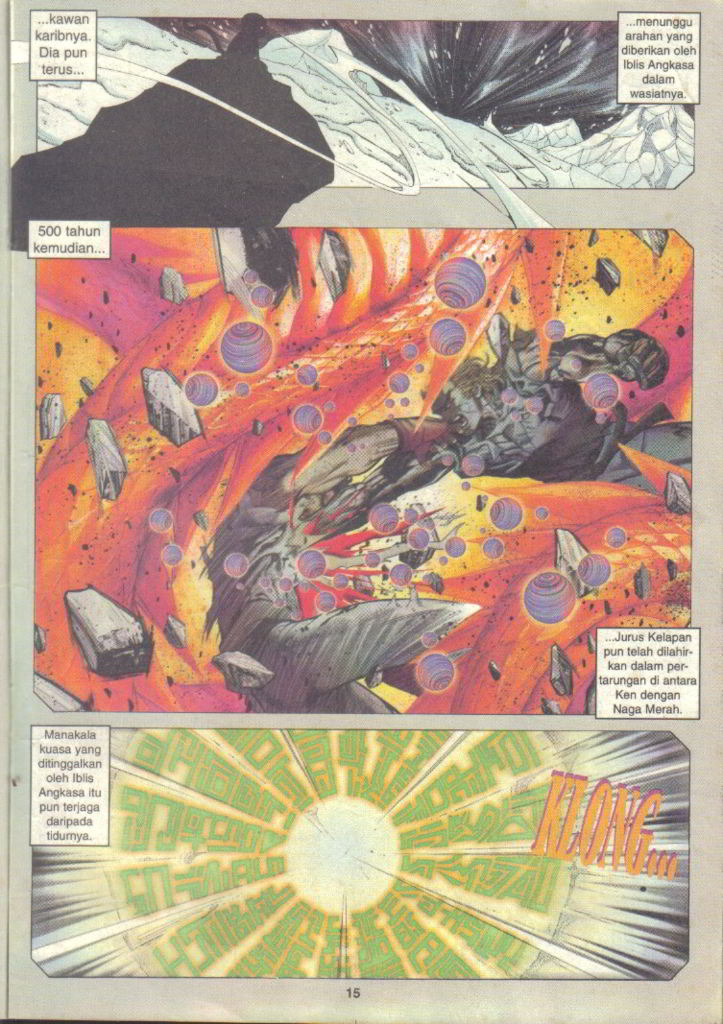 ...kawan
karibnya.
Dia pun
terus...
...menunggu
arahan yang
diberikan oleh
Iblis Angkasa
dalam
wasiatnya.
500 tahun
kemudian...
...Jurus Kelapan
pun telah dilahir-
kan dalam per-
tarungan di antara
Ken dengan
Naga Merah.
Manakala
kuasa yang
ditinggalkan
oleh Iblis
Angkasa itu
pun terjaga
daripada
tidurnya.
KLONG...
15